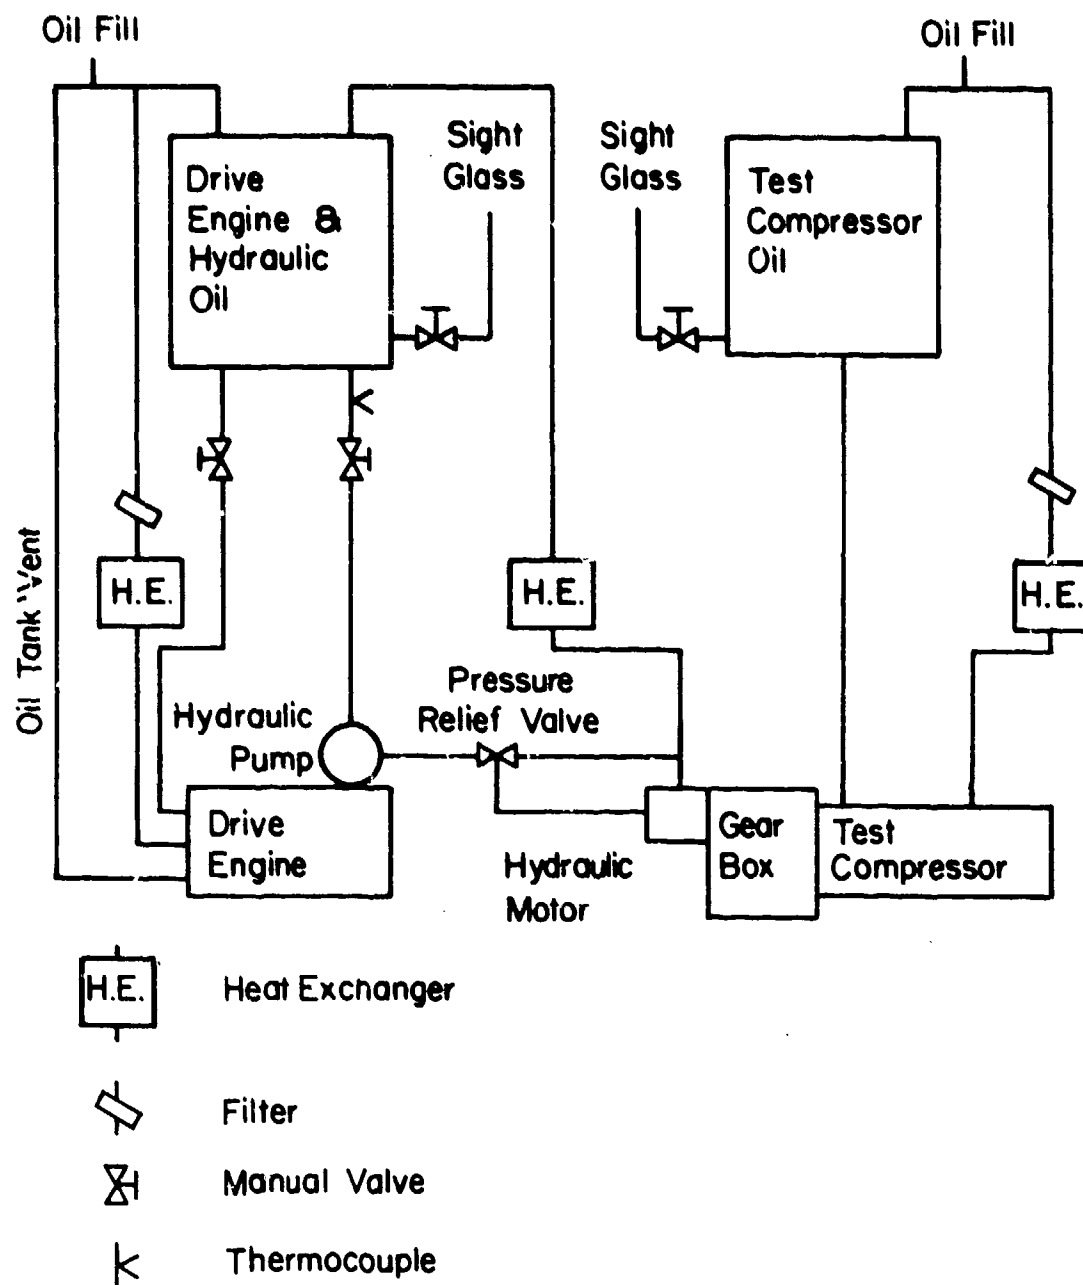 Oil Fill
Oil Fill
Sight
Glass
Sight
Glass
Drive
Engine &
Hydraulic
Oil
Test
Compressor
Oil
Oil Tank Vent
H.E.
H.E.
H.E.
Hydraulic
Pump
Pressure
Relief Valve
Drive
Engine
Hydraulic
Motor
Gear
Box
Test
Compressor
H.E.
Heat Exchanger
Filter
Manual Valve
Thermocouple